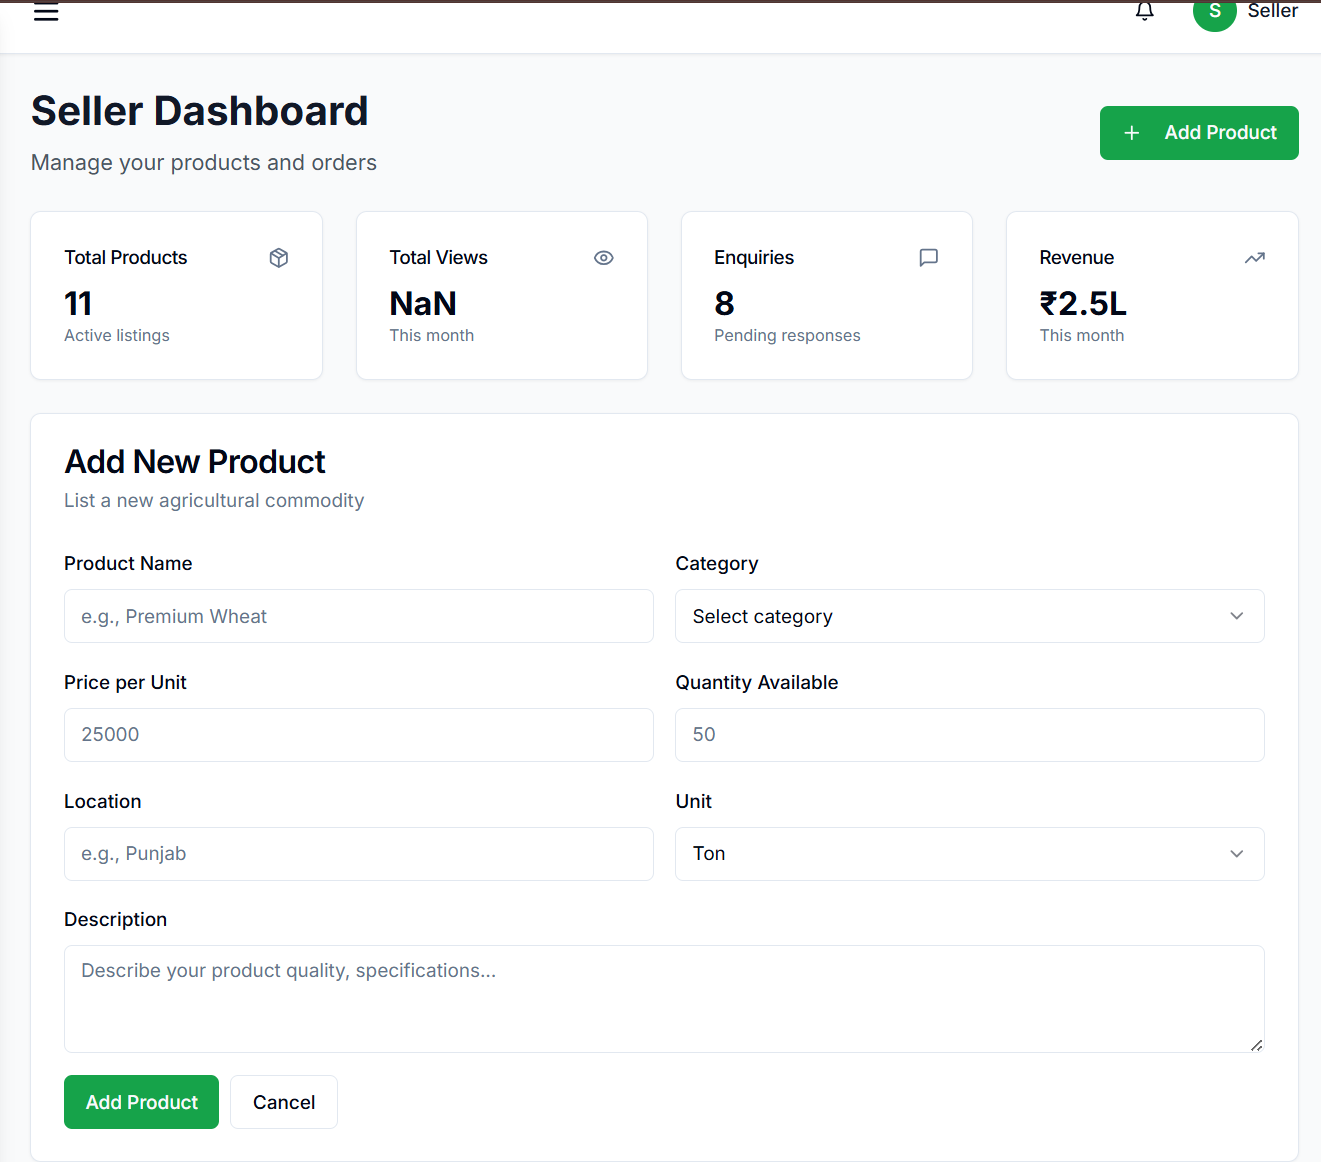 S Seller
Seller Dashboard
Manage your products and orders
Add Product
Total Products
11
Active listings
Total Views
NaN
This month
Enquiries
8
Pending responses
Revenue
₹2.5L
This month
Add New Product
List a new agricultural commodity
Product Name
e.g., Premium Wheat
Category
Select category
Price per Unit
25000
Quantity Available
50
Location
e.g., Punjab
Unit
Ton
Description
Describe your product quality, specifications...
Add Product
Cancel